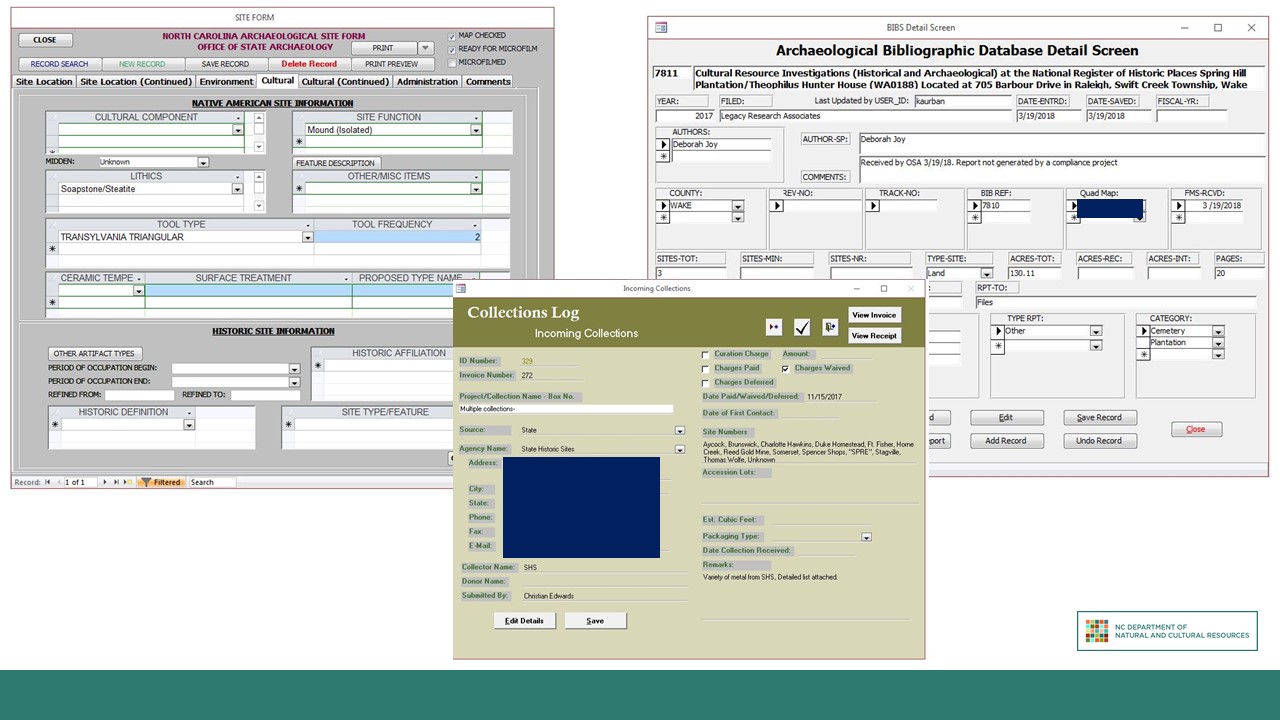 SITE FORM
CLOSE
NORTH CAROLINA ARCHAEOLOGICAL SITE FORM
OFFICE OF STATE ARCHAEOLOGY
PRINT
MAP CHECKED
READY FOR MICROFILM
MICROFILMED
RECORD SEARCH NEW RECORD SAVE RECORD Delete Record PRINT PREVIEW
Site Location Site Location (Continued) Environment Cultural Cultural (Continued) Administration Comments
NATIVE AMERICAN SITE INFORMATION
CULTURAL COMPONENT SITE FUNCTION
Mound (Isolated)
MIDDEN: Unknown FEATURE DESCRIPTION
LITHICS OTHER/MISC ITEMS
Soapstone/Steatite
TOOL TYPE TOOL FREQUENCY
TRANSYLVANIA TRIANGULAR 2
CERAMIC TEMPE SURFACE TREATMENT PROPOSED TYPE NAME
HISTORIC SITE INFORMATION
OTHER ARTIFACT TYPES HISTORIC AFFILIATION
PERIOD OF OCCUPATION BEGIN:
PERIOD OF OCCUPATION END:
REFINED FROM: REFINED TO:
HISTORIC DEFINITION SITE TYPE/FEATURE
Record: 1 of 1 Filtered Search
BIBS Detail Screen
Archaeological Bibliographic Database Detail Screen
7811 Cultural Resource Investigations (Historical and Archaeological) at the National Register of Historic Places Spring Hill
Plantation/Theophilus Hunter House (WA0188) Located at 705 Barbour Drive in Raleigh, Swift Creek Township, Wake
YEAR: FILED: Last Updated by USER_ID: kaurban DATE-ENTRD: DATE-SAVED: FISCAL-YR:
2017 Legacy Research Associates 3/19/2018 3/19/2018
AUTHORS: AUTHOR-SP: Deborah Joy
Deborah Joy
Received by OSA 3/19/18. Report not generated by a compliance project
COMMENTS:
COUNTY: REV-NO: TRACK-NO: BIB REF: Quad Map: FMS-RCVD:
WAKE 7810 3 /19/2018
SITES-TOT: SITES-MIN: SITES-NR: TYPE-SITE: ACRES-TOT: ACRES-REC: ACRES-INT: PAGES:
3 Land 130.11 20
RPT-TO:
Files
TYPE RPT: CATEGORY:
Other Cemetery
Plantation
Edit Save Record
Add Record Undo Record
Close
Incoming Collections
Collections Log
Incoming Collections
View Invoice
View Receipt
ID Number: 329
Invoice Number: 272
Project/Collection Name - Box No.
Multiple collections-
Source: State
Agency Name: State Historic Sites
Address:
City:
State:
Phone:
Fax:
E-Mail:
Collector Name: SHS
Donor Name:
Submitted By: Christian Edwards
Edit Details Save
Curation Charge Amount:
Charges Paid Charges Waived
Charges Deferred
Date Paid/Waived/Deferred: 11/15/2017
Date of First Contact:
Site Numbers
Aycock, Brunswick, Charlotte Hawkins, Duke Homestead, Ft. Fisher, Horne
Creek, Reed Gold Mine, Somerset, Spencer Shops, "SPRE", Stagville,
Thomas Wolfe, Unknown
Accession Lots:
Est. Cubic Feet:
Packaging Type:
Date Collection Received:
Remarks:
Variety of metal from SHS, Detailed list attached.
NC DEPARTMENT OF
NATURAL AND CULTURAL RESOURCES